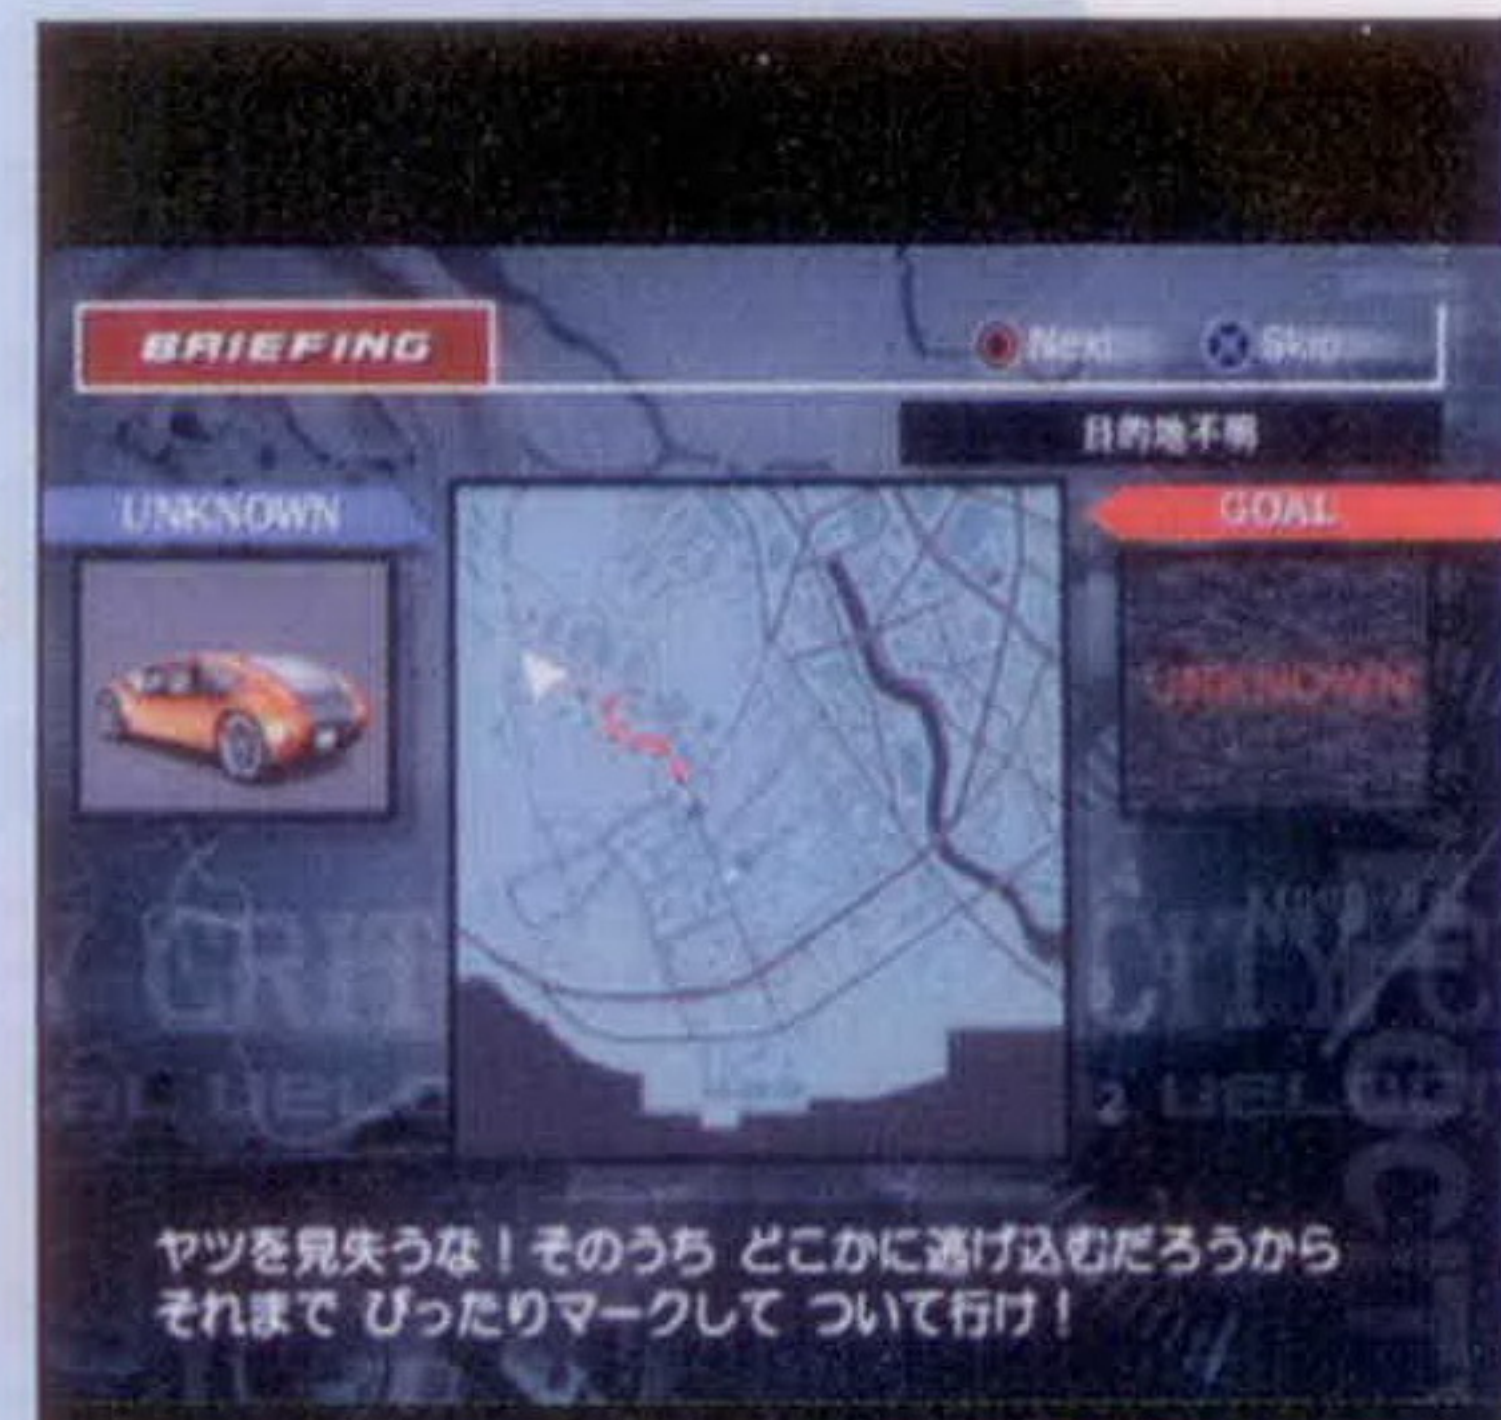 BRIEFING
Next Skip
目的地不明
UNKNOWN
GOAL
UNKNOWN
ヤツを見失うな！そのうち どこかに逃げ込むだろうから
それまで ぴったりマークして ついて行け！